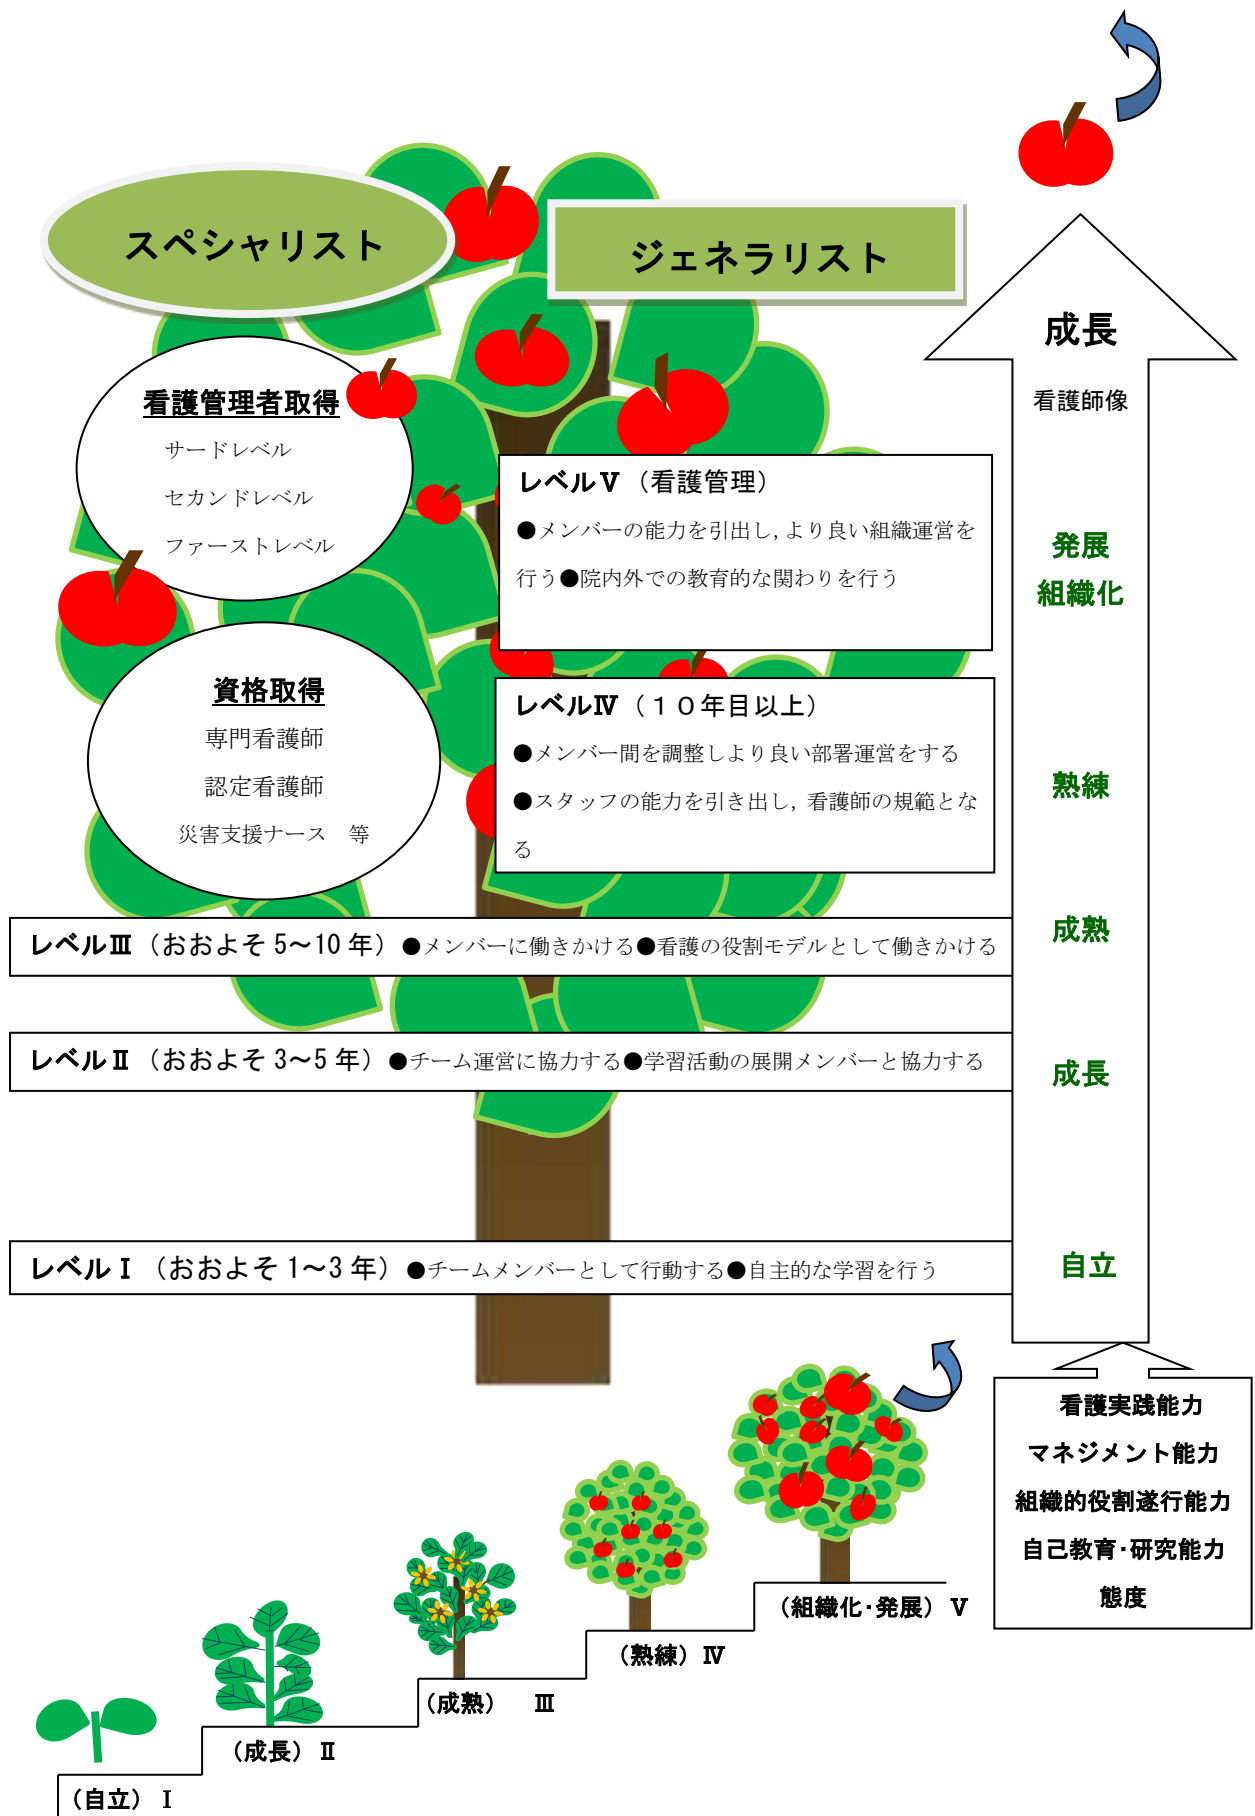 スペシャリスト
ジェネラリスト
看護管理者取得
サードレベル
セカンドレベル
ファーストレベル
資格取得
専門看護師
認定看護師
災害支援ナース　等
レベルⅤ（看護管理）
●メンバーの能力を引出し,より良い組織運営を
行う●院内外での教育的な関わりを行う
レベルⅣ（１０年目以上）
●メンバー間を調整しより良い部署運営をする
●スタッフの能力を引き出し,看護師の規範とな
る
レベルⅢ（おおよそ 5～10 年）●メンバーに働きかける●看護の役割モデルとして働きかける
レベルⅡ（おおよそ 3～5 年）●チーム運営に協力する●学習活動の展開メンバーと協力する
レベルⅠ（おおよそ 1～3 年）●チームメンバーとして行動する●自主的な学習を行う
成長
看護師像
発展
組織化
熟練
成熟
成長
自立
看護実践能力
マネジメント能力
組織的役割遂行能力
自己教育・研究能力
態度
（組織化・発展）Ⅴ
（熟練）Ⅳ
（成熟）　Ⅲ
（成長）Ⅱ
（自立）Ⅰ